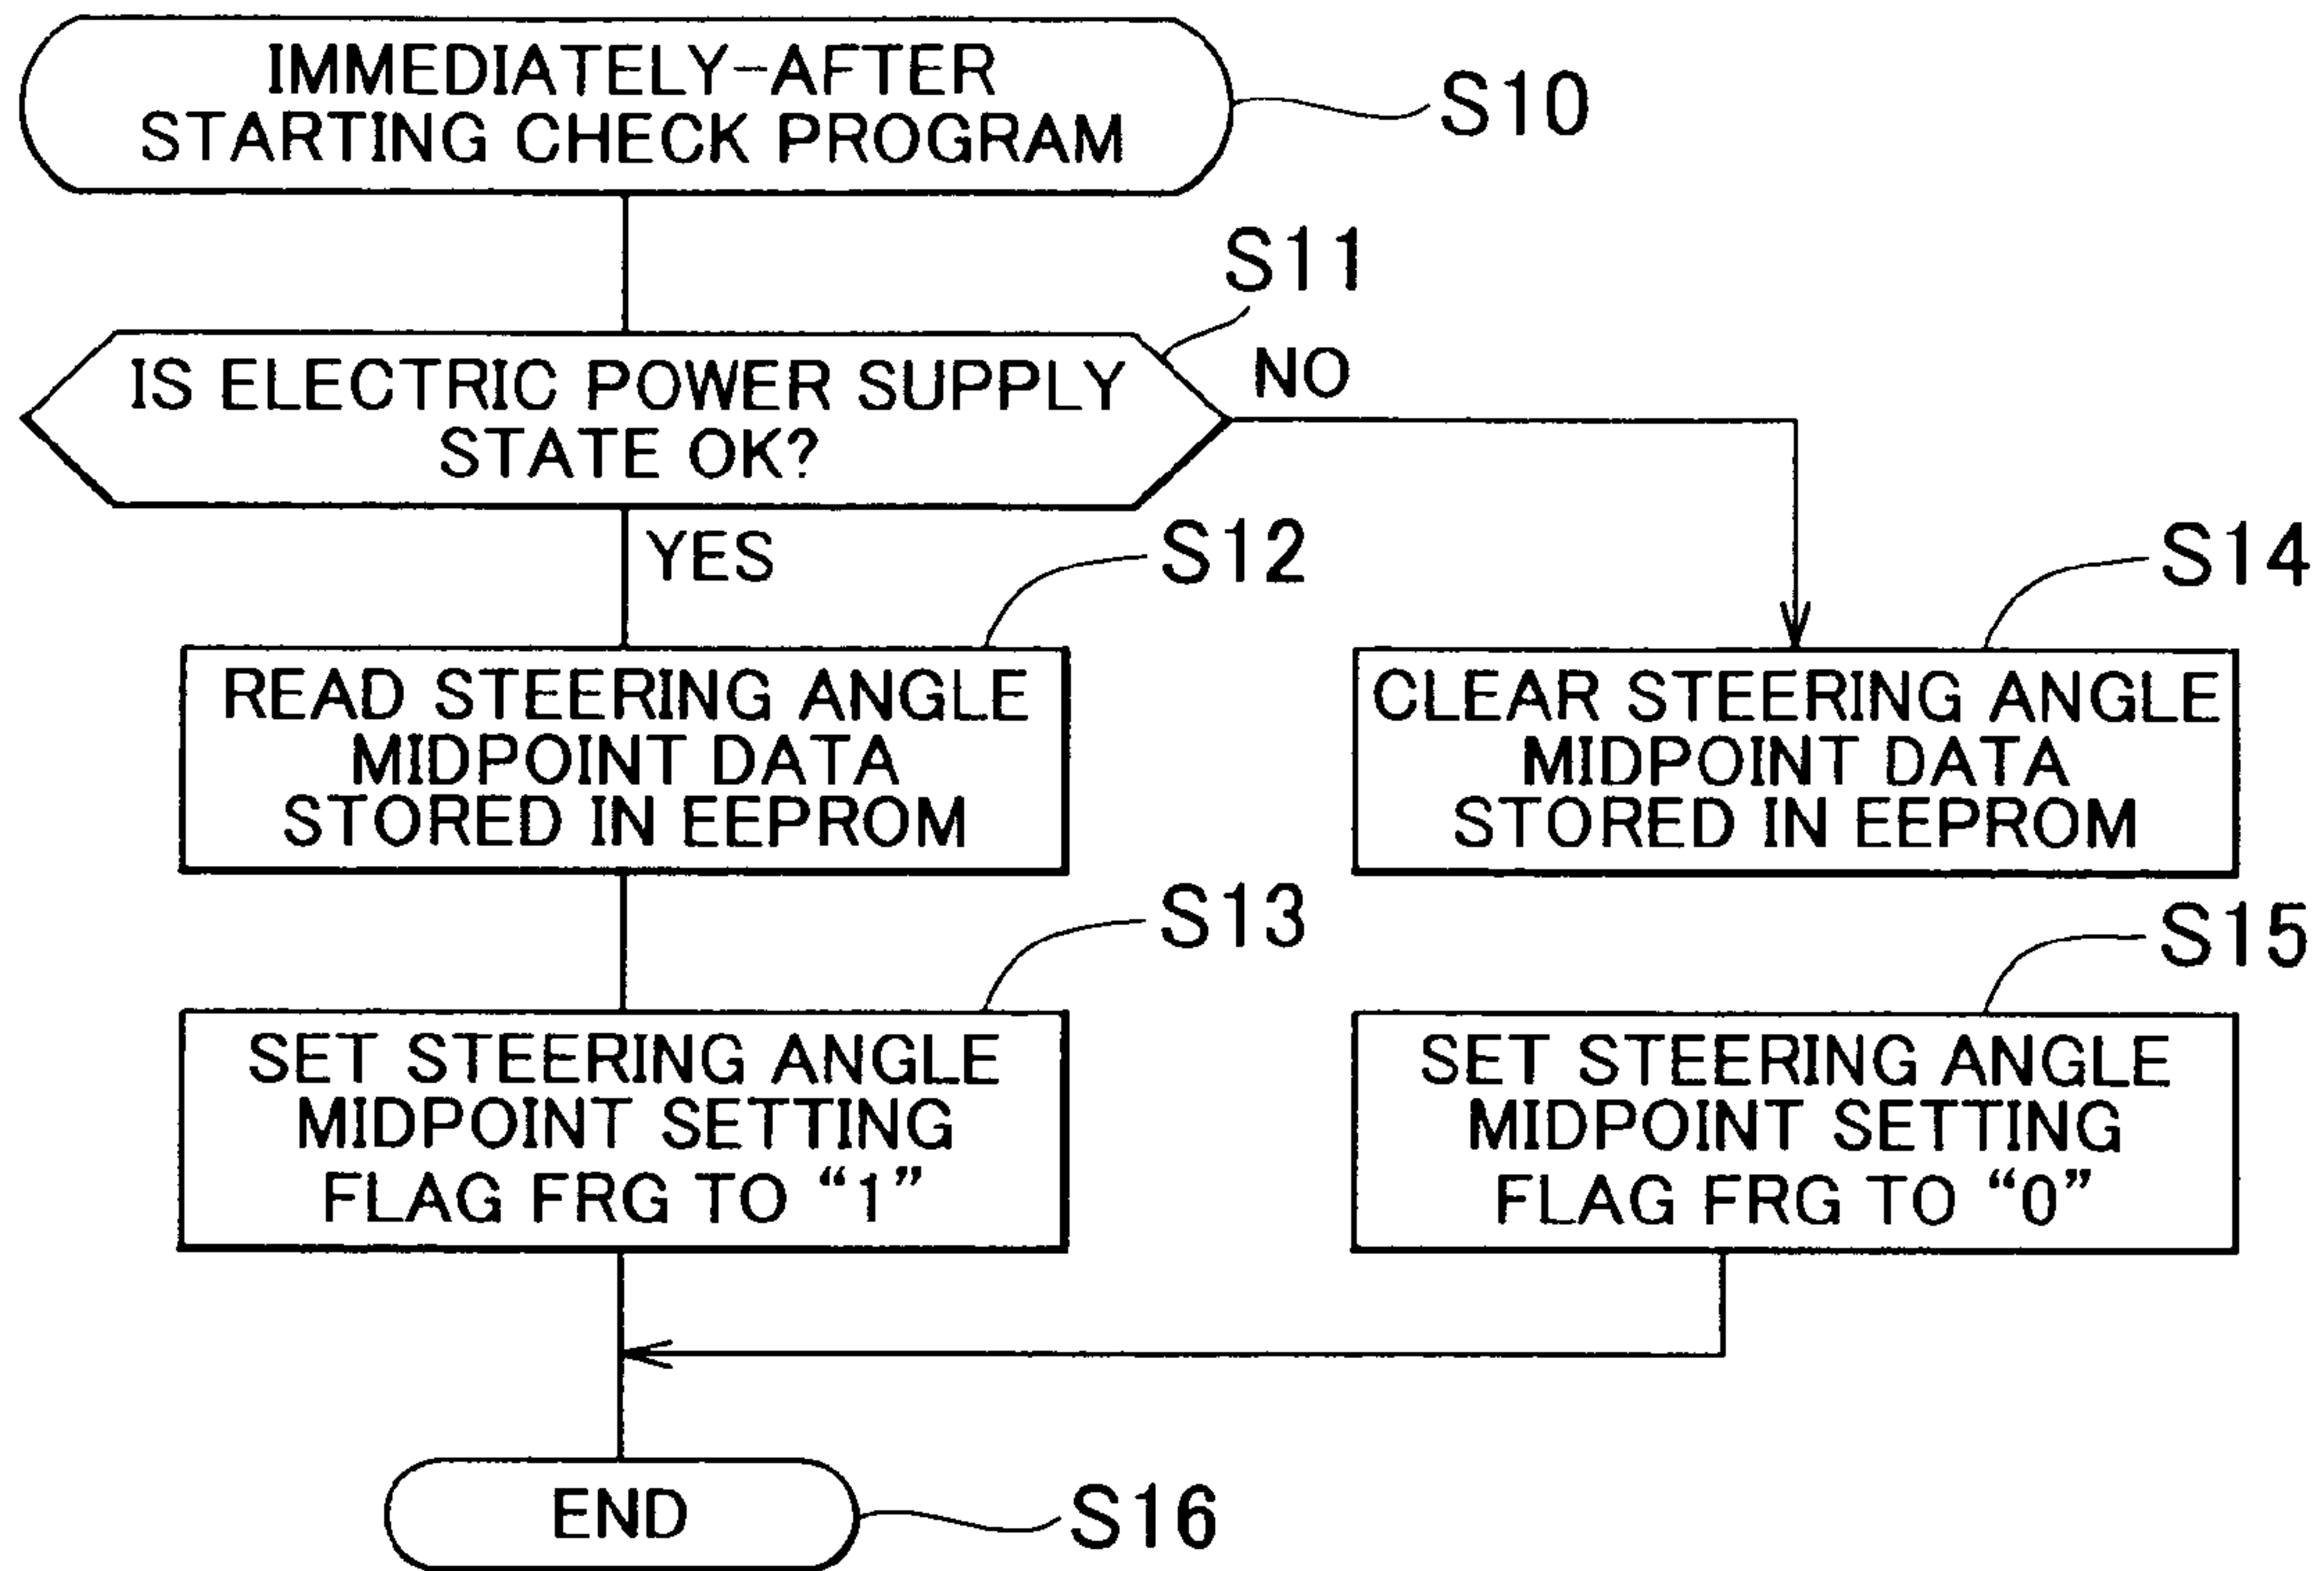 IMMEDIATELY-AFTER
STARTING CHECK PROGRAM
S10
S11
IS ELECTRIC POWER SUPPLY
STATE OK?
NO
YES
S12
READ STEERING ANGLE
MIDPOINT DATA
STORED IN EEPROM
S14
CLEAR STEERING ANGLE
MIDPOINT DATA
STORED IN EEPROM
S13
SET STEERING ANGLE
MIDPOINT SETTING
FLAG FRG TO “1”
S15
SET STEERING ANGLE
MIDPOINT SETTING
FLAG FRG TO “0”
END
S16